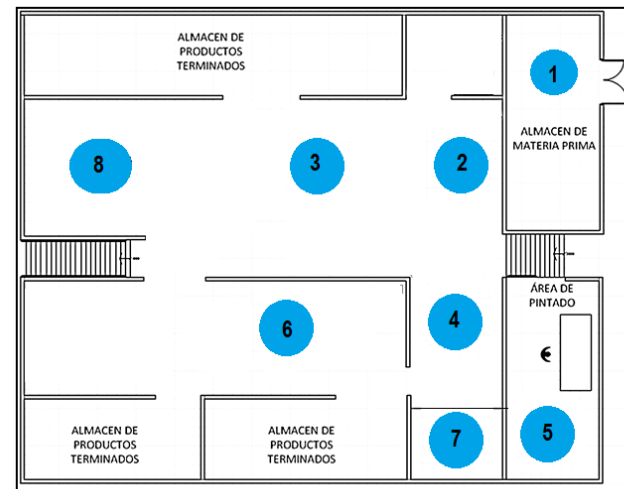 ALMACEN DE
PRODUCTOS
TERMINADOS
1
ALMACEN DE
MATERIA PRIMA
8
3
2
ÁREA DE
PINTADO
6
4
7
5
ALMACEN DE
PRODUCTOS
TERMINADOS
ALMACEN DE
PRODUCTOS
TERMINADOS